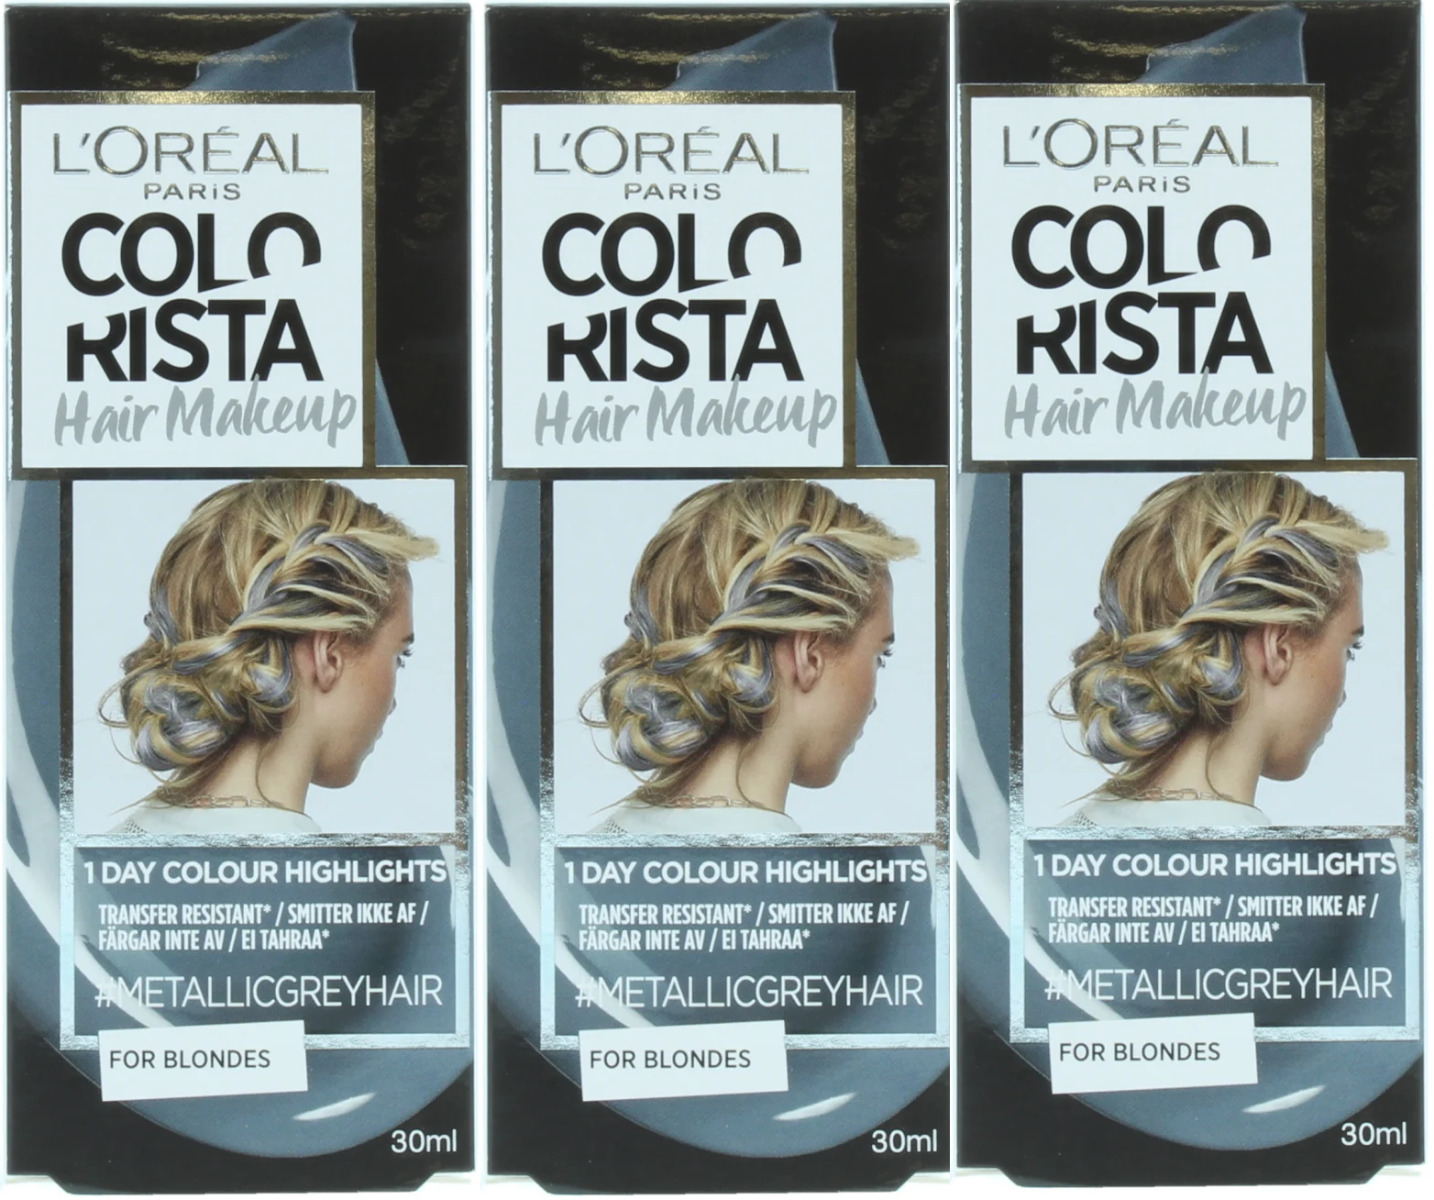 L'ORÉAL
PARIS
COLO
RISTA
Hair Makeup
1 DAY COLOUR HIGHLIGHTS
TRANSFER RESISTANT* / SMITTER IKKE AF /
FÄRGAR INTE AV / EI TAHRAA*
#METALLICGREYHAIR
FOR BLONDES
30ml
L'ORÉAL
PARIS
COLO
RISTA
Hair Makeup
1 DAY COLOUR HIGHLIGHTS
TRANSFER RESISTANT* / SMITTER IKKE AF /
FÄRGAR INTE AV / EI TAHRAA*
#METALLICGREYHAIR
FOR BLONDES
30ml
L'ORÉAL
PARIS
COLO
RISTA
Hair Makeup
1 DAY COLOUR HIGHLIGHTS
TRANSFER RESISTANT* / SMITTER IKKE AF /
FÄRGAR INTE AV / EI TAHRAA*
#METALLICGREYHAIR
FOR BLONDES
30ml